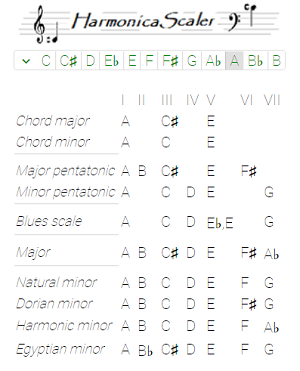 HarmonicaScaler
C C♯ D E♭ E F F♯ G A♭ A B♭ B
I II III IV V VI VII
Chord major A C♯ E
Chord minor A C E
Major pentatonic A B C♯ E F♯
Minor pentatonic A C D E G
Blues scale A C D E♭,E G
Major A B C♯ D E F♯ A♭
Natural minor A B C D E F G
Dorian minor A B C D E F♯ G
Harmonic minor A B C D E F A♭
Egyptian minor A B♭ C♯ D E F G